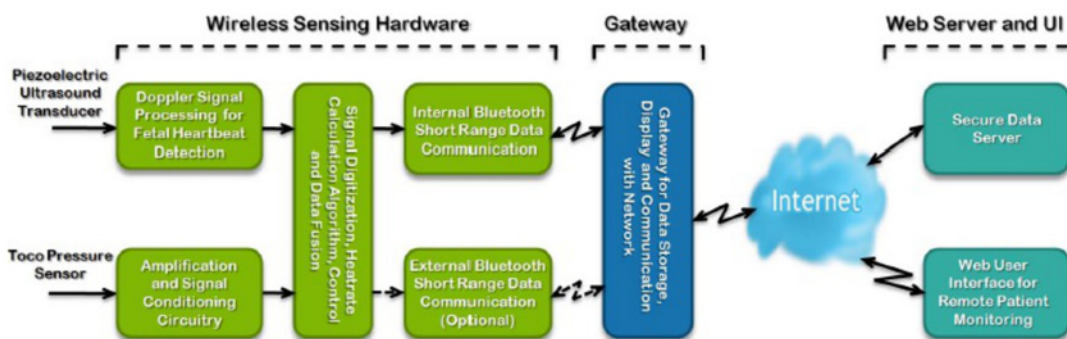 Wireless Sensing Hardware
Gateway
Web Server and UI
Piezoelectric
Ultrasound
Transducer
Doppler Signal
Processing for
Fetal Heartbeat
Detection
Signal Digitization, Heatrate
Calculation Algorithm, Control
and Data Fusion
Internal Bluetooth
Short Range Data
Communication
Gateway for Data Storage,
Display and Communication
with Network
Internet
Secure Data
Server
Toco Pressure
Sensor
Amplification
and Signal
Conditioning
Circuitry
External Bluetooth
Short Range Data
Communication
(Optional)
Web User
Interface for
Remote Patient
Monitoring